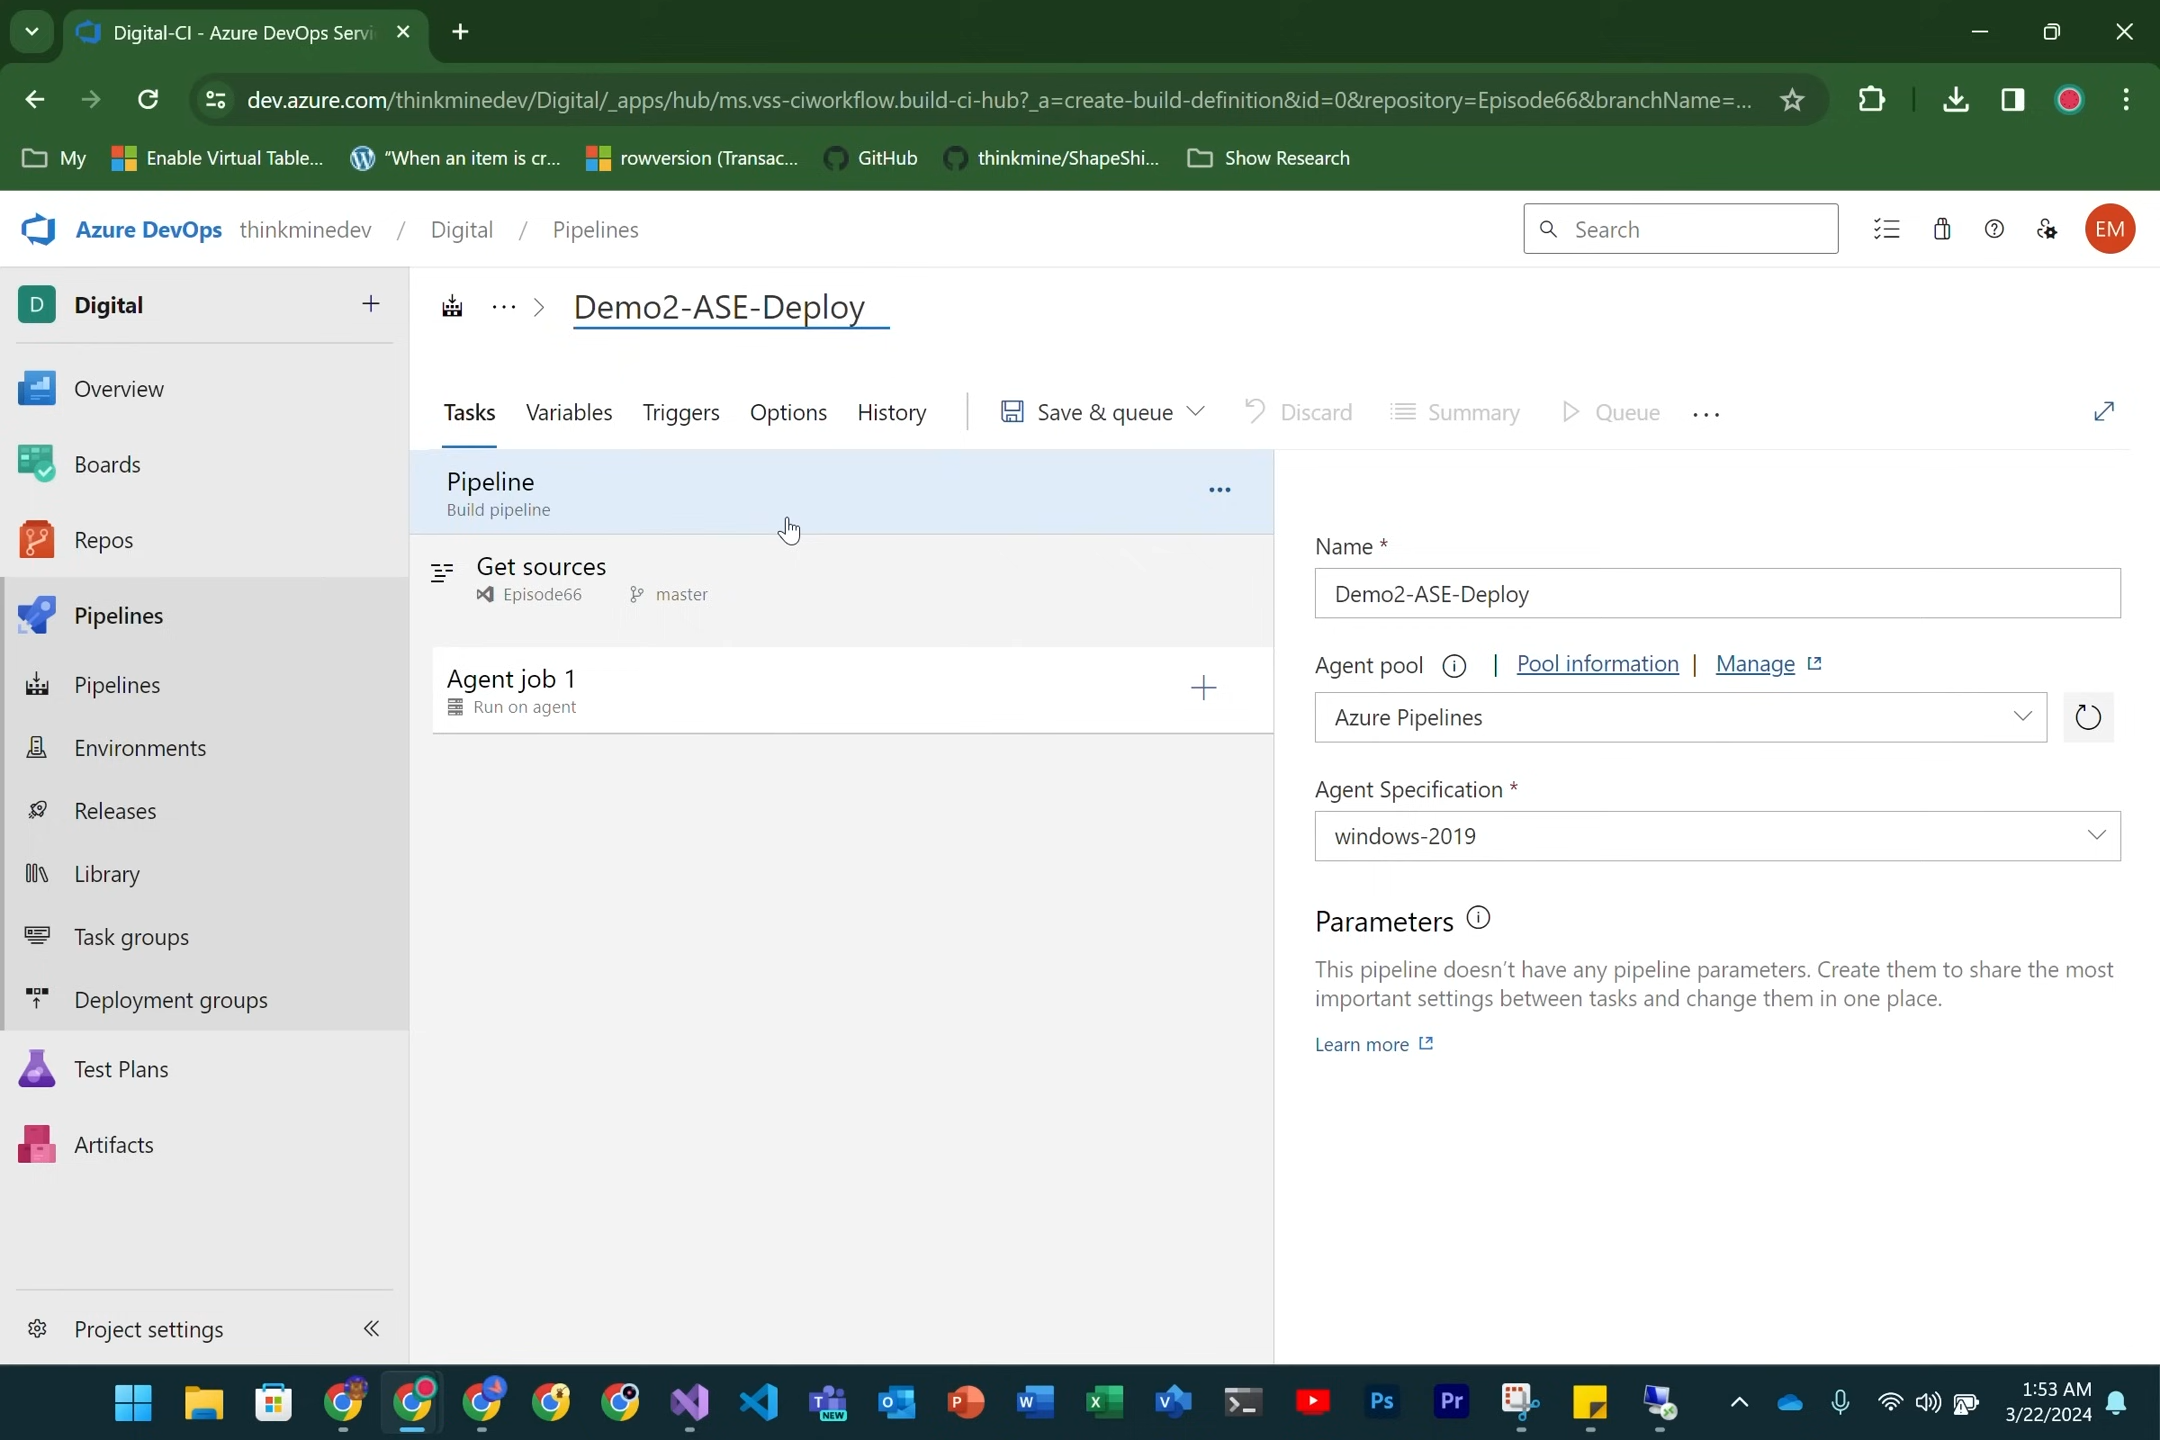 Digital-CI - Azure DevOps Servi
dev.azure.com/thinkminedev/Digital/_apps/hub/ms.vss-ciworkflow.build-ci-hub?_a=create-build-definition&id=0&repository=Episode66&branchName=...
My
Enable Virtual Table...
"When an item is cr...
rowversion (Transac...
GitHub
thinkmine/ShapeShi...
Show Research
Azure DevOps thinkminedev / Digital / Pipelines
Search
EM
D Digital
Overview
Boards
Repos
Pipelines
Pipelines
Environments
Releases
Library
Task groups
Deployment groups
Test Plans
Artifacts
Project settings
... > Demo2-ASE-Deploy
Tasks Variables Triggers Options History Save & queue Discard Summary Queue ...
Pipeline
Build pipeline
Get sources
Episode66 master
Agent job 1
Run on agent
Name *
Demo2-ASE-Deploy
Agent pool | Pool information | Manage
Azure Pipelines
Agent Specification *
windows-2019
Parameters
This pipeline doesn't have any pipeline parameters. Create them to share the most
important settings between tasks and change them in one place.
Learn more
NEW
Ps
Pr
1:53 AM
3/22/2024